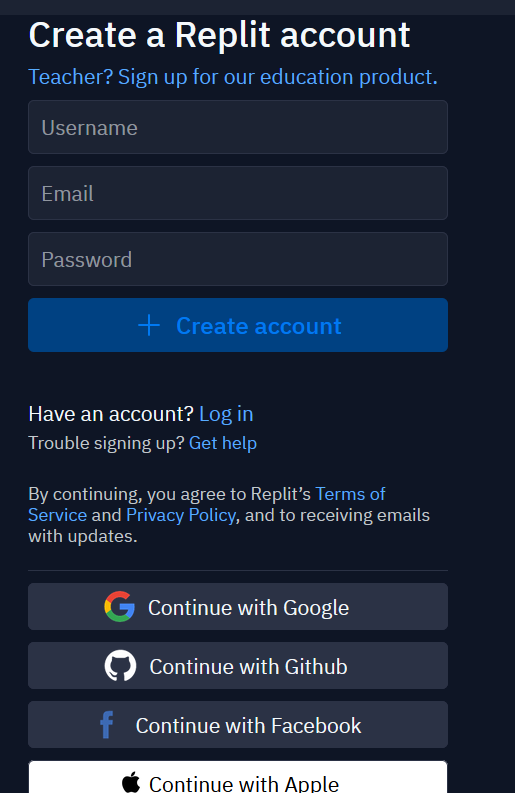 Create a Replit account
Teacher? Sign up for our education product.
Username
Email
Password
Create account
Have an account? Log in
Trouble signing up? Get help
By continuing, you agree to Replit’s Terms of
Service and Privacy Policy, and to receiving emails
with updates.
Continue with Google
Continue with Github
Continue with Facebook
Continue with Apple